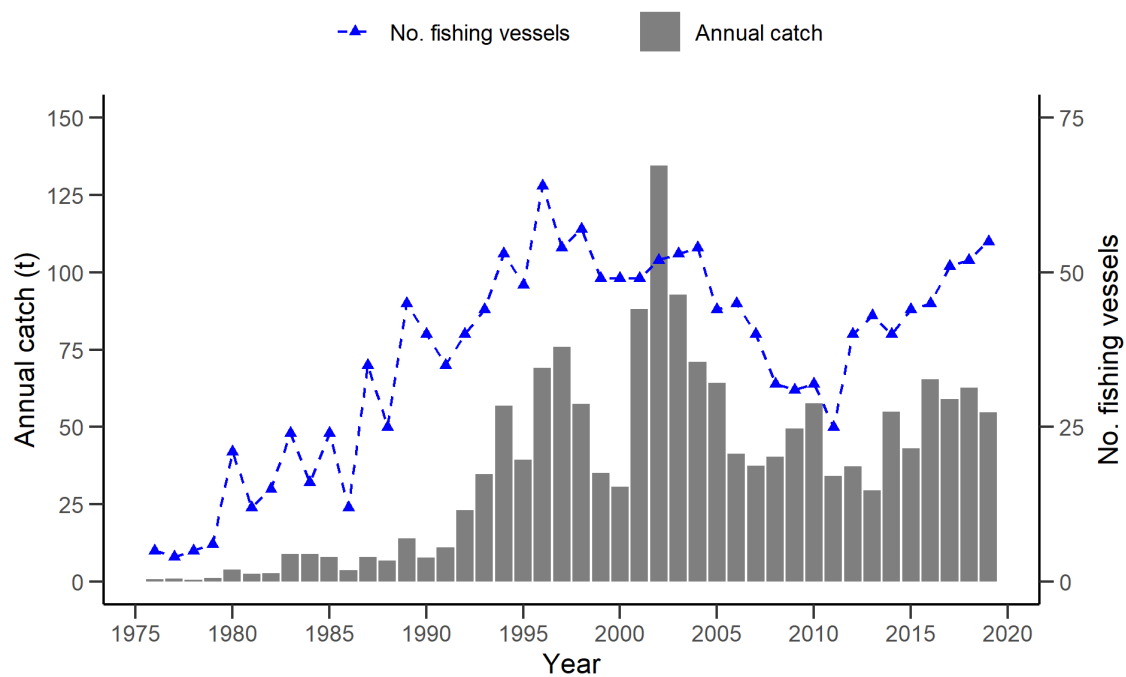 No. fishing vessels
Annual catch
150
125
100
75
50
25
0
Annual catch (t)
75
50
25
0
No. fishing vessels
1975 1980 1985 1990 1995 2000 2005 2010 2015 2020
Year